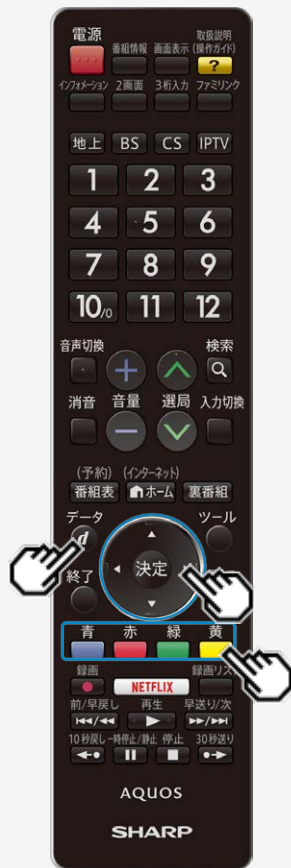 電源 番組情報 画面表示 取扱説明(操作ガイド)
?
インフォメーション 2画面 3桁入力 ファミリンク
地上 BS CS IPTV
1 2 3
4 5 6
7 8 9
10/0 11 12
音声切換 検索
+
消音 音量 選局 入力切換
−
(予約) (インターネット)
番組表 ホーム 裏番組
データ ツール
d
決定
終了
青 赤 緑 黄
録画 NETFLIX 録画リスト
前/早戻し 再生 早送り/次
10秒戻し 一時停止/静止 停止 30秒送り
AQUOS
SHARP